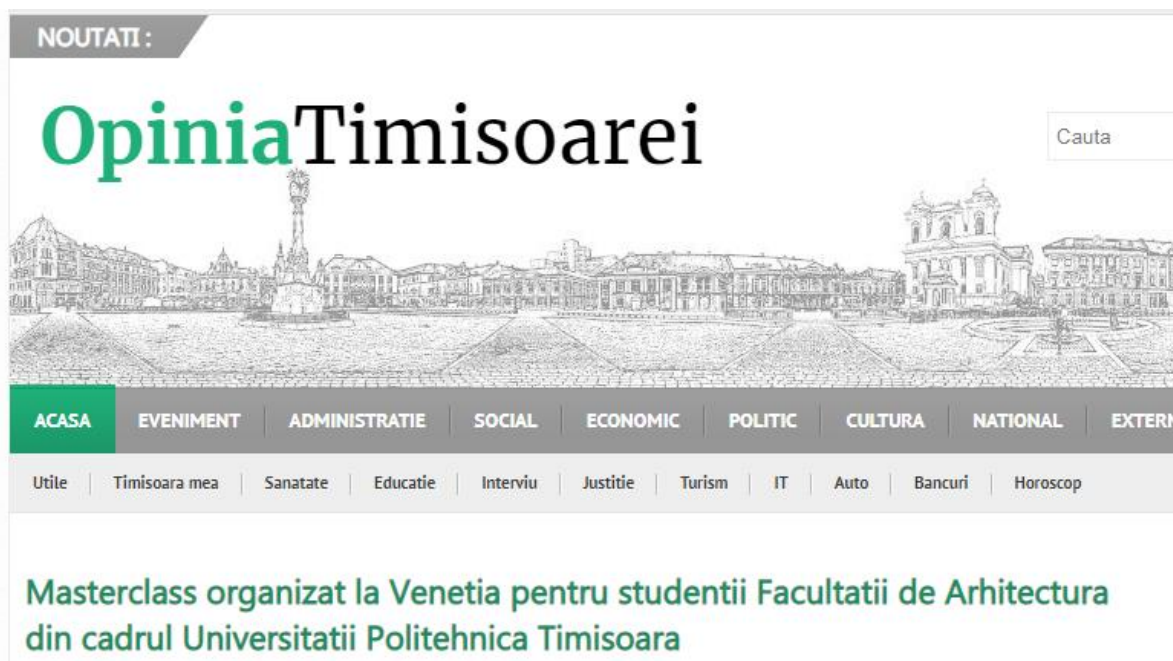 NOUTATI :
OpiniaTimisoarei
Cauta
ACASA EVENIMENT ADMINISTRATIE SOCIAL ECONOMIC POLITIC CULTURA NATIONAL EXTERN
Utile Timisoara mea Sanatate Educatie Interviu Justitie Turism IT Auto Bancuri Horoscop
Masterclass organizat la Venetia pentru studentii Facultatii de Arhitectura
din cadrul Universitatii Politehnica Timisoara